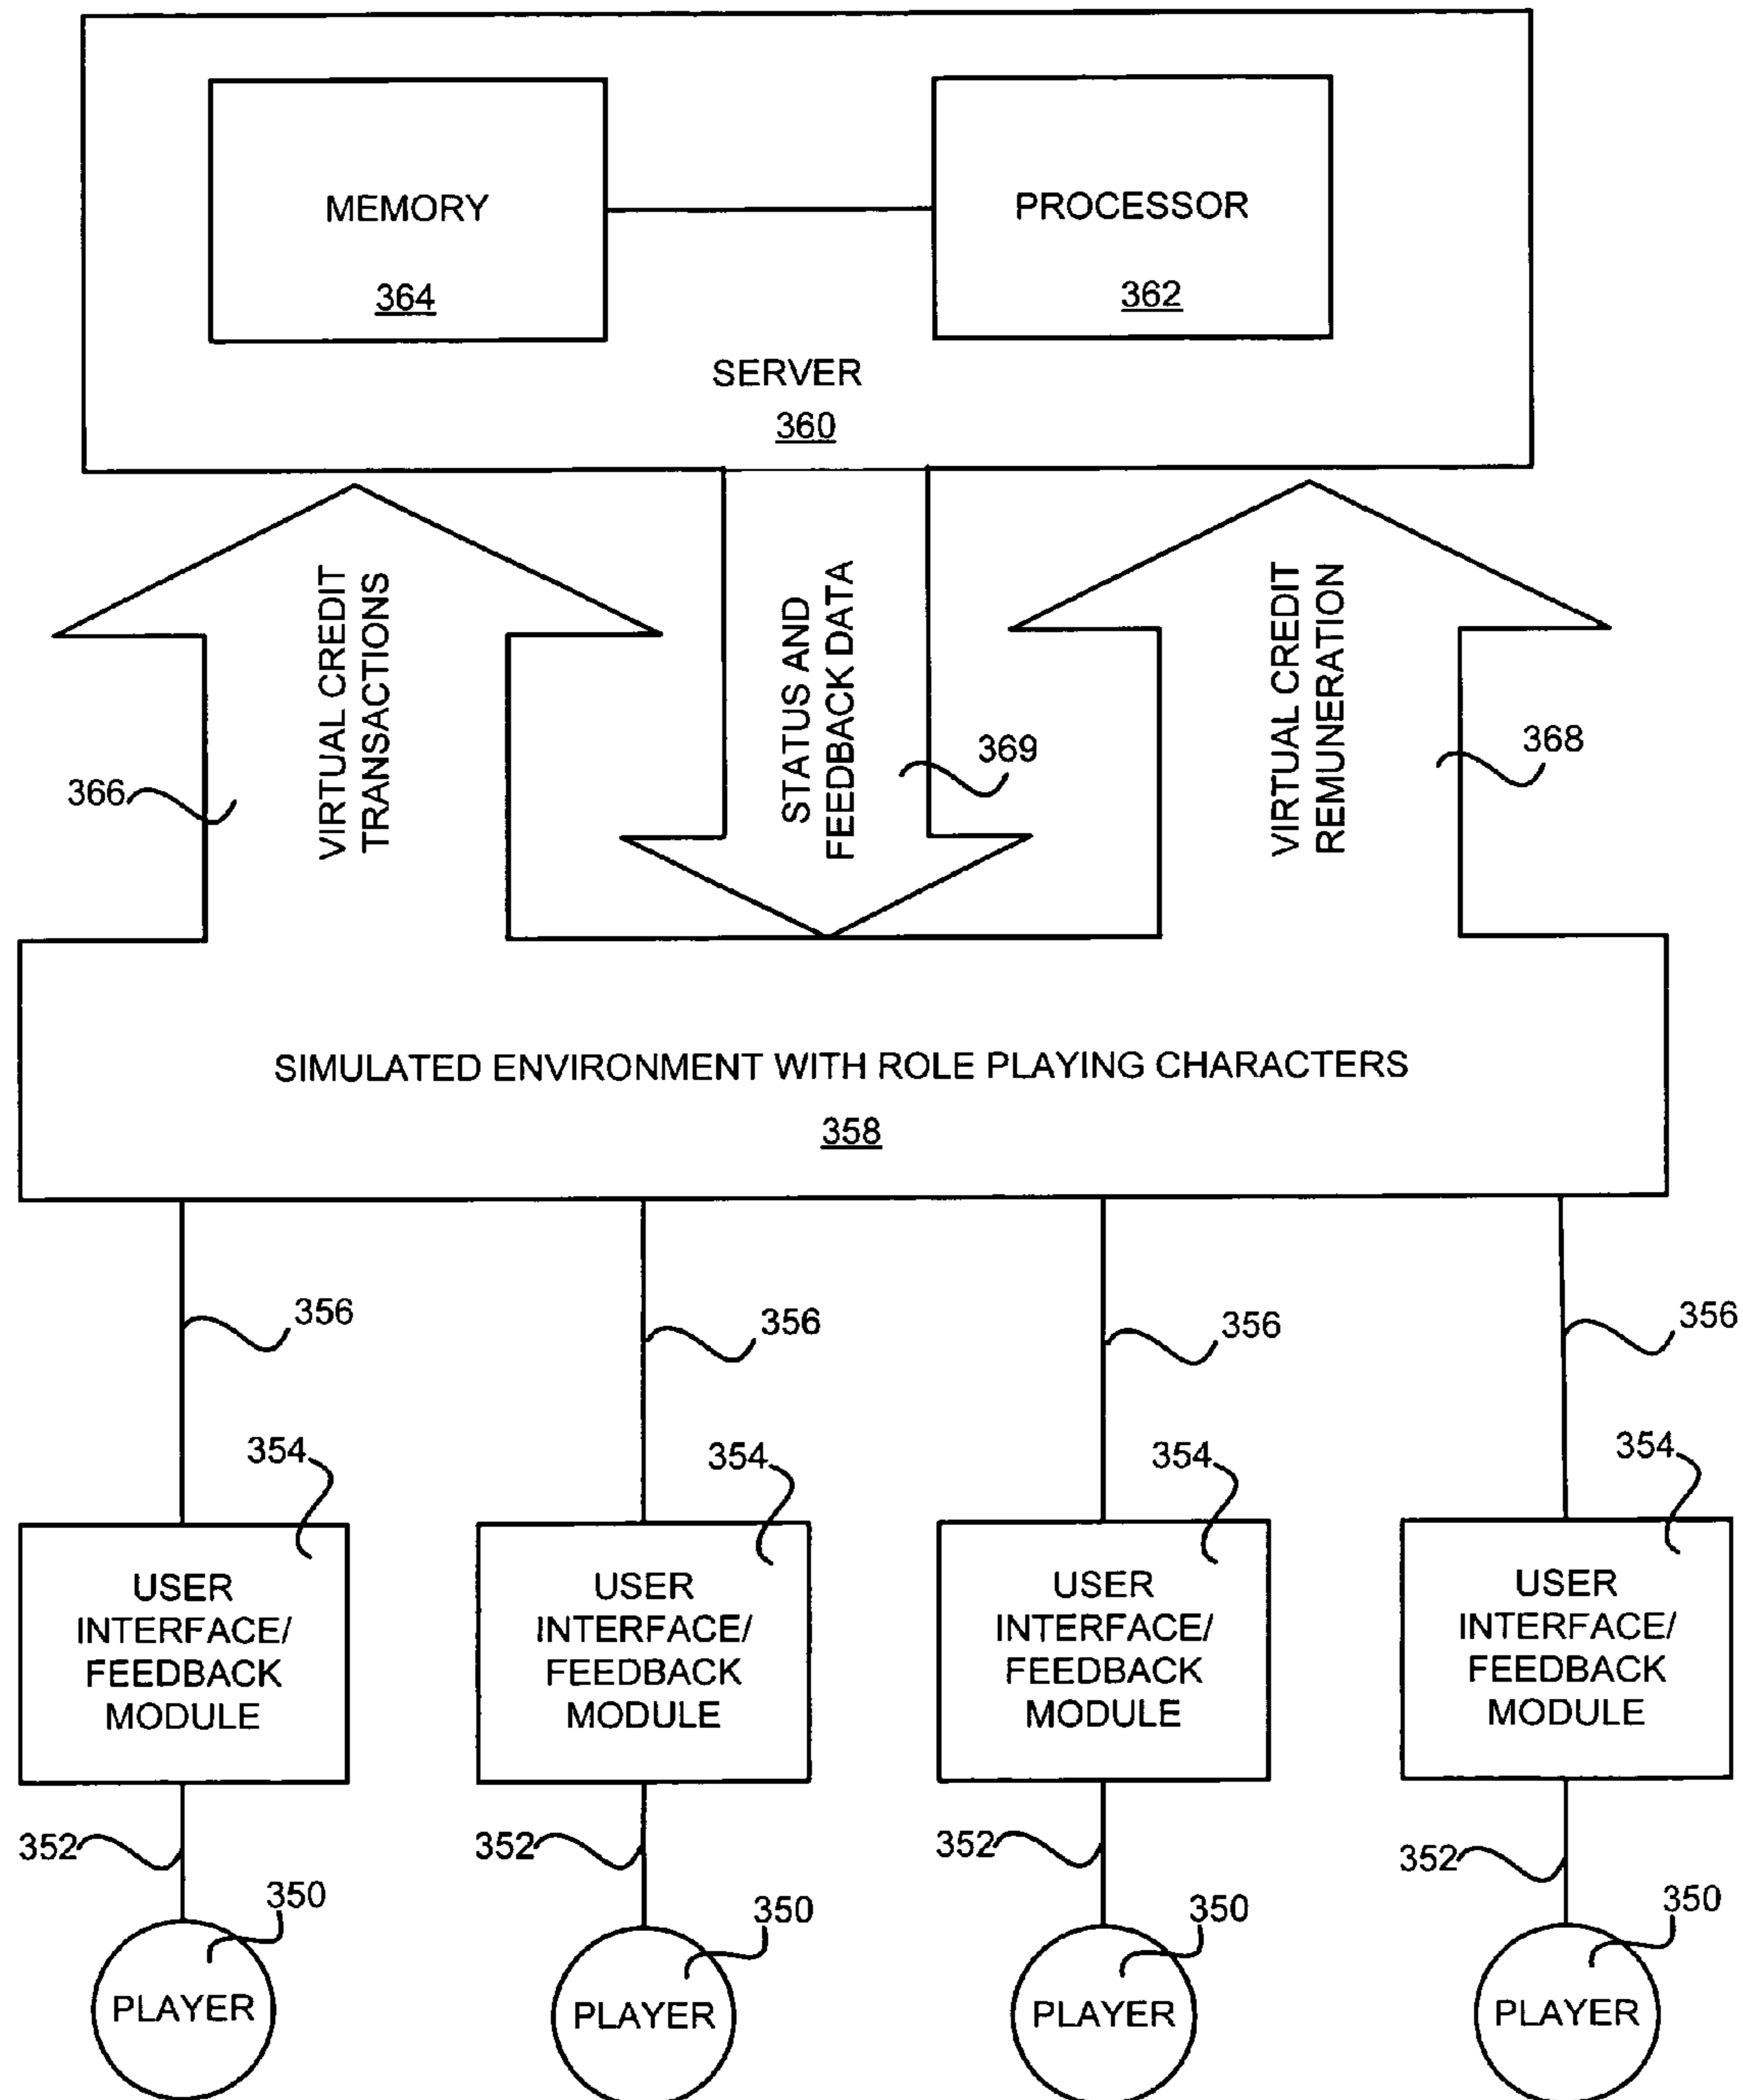 MEMORY
364
PROCESSOR
362
SERVER
360
VIRTUAL CREDIT
TRANSACTIONS
366
STATUS AND
FEEDBACK DATA
369
VIRTUAL CREDIT
REMUNERATION
368
SIMULATED ENVIRONMENT WITH ROLE PLAYING CHARACTERS
358
356
356
356
356
354
354
354
354
USER
INTERFACE/
FEEDBACK
MODULE
USER
INTERFACE/
FEEDBACK
MODULE
USER
INTERFACE/
FEEDBACK
MODULE
USER
INTERFACE/
FEEDBACK
MODULE
352
352
352
352
350
350
350
350
PLAYER
PLAYER
PLAYER
PLAYER